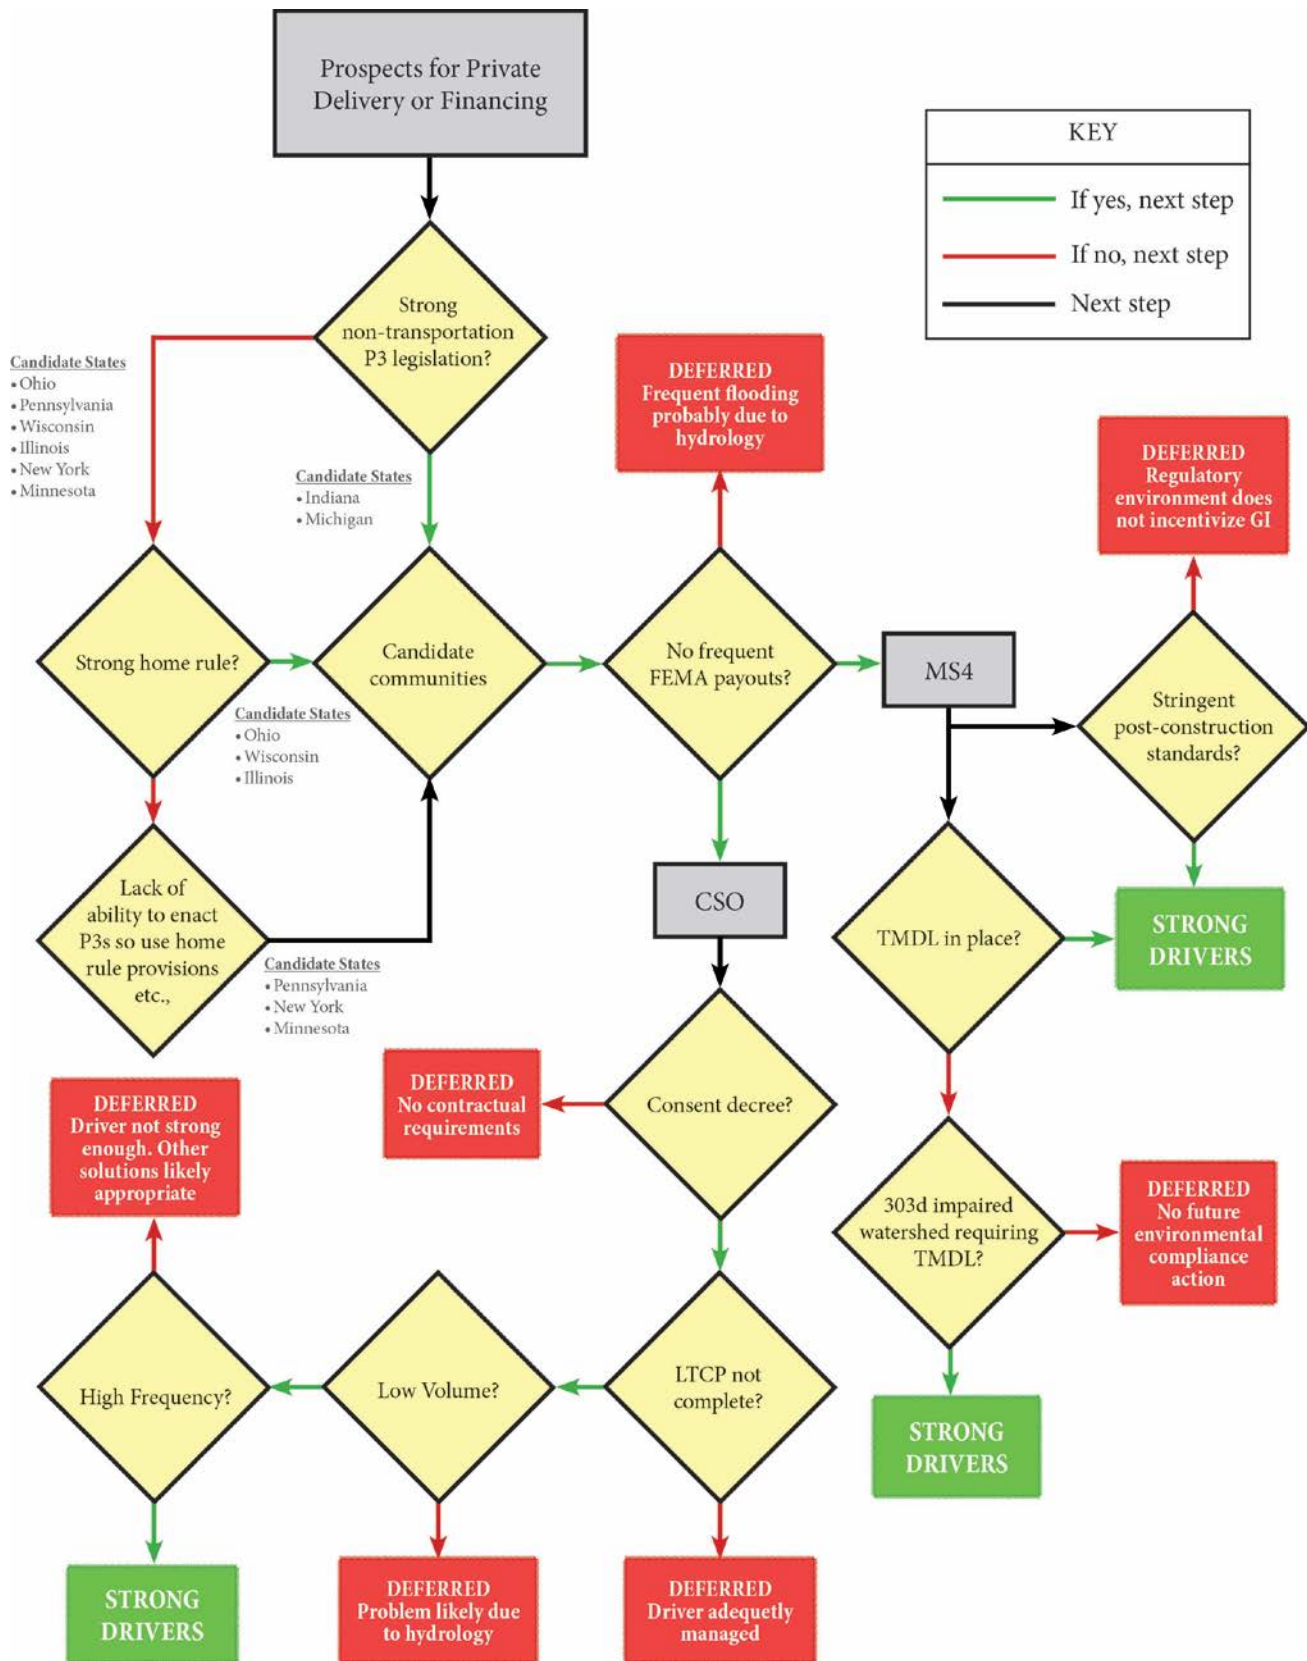 Prospects for Private
Delivery or Financing
KEY
If yes, next step
If no, next step
Next step
Strong
non-transportation
P3 legislation?
Candidate States
• Ohio
• Pennsylvania
• Wisconsin
• Illinois
• New York
• Minnesota
Candidate States
• Indiana
• Michigan
DEFERRED
Frequent flooding
probably due to
hydrology
DEFERRED
Regulatory
environment does
not incentivize GI
Strong home rule?
Candidate States
• Ohio
• Wisconsin
• Illinois
Candidate
communities
No frequent
FEMA payouts?
MS4
Stringent
post-construction
standards?
Lack of
ability to enact
P3s so use home
rule provisions
etc.,
Candidate States
• Pennsylvania
• New York
• Minnesota
CSO
TMDL in place?
STRONG
DRIVERS
DEFERRED
Driver not strong
enough. Other
solutions likely
appropriate
DEFERRED
No contractual
requirements
Consent decree?
303d impaired
watershed requiring
TMDL?
DEFERRED
No future
environmental
compliance
action
High Frequency?
Low Volume?
LTCP not
complete?
STRONG
DRIVERS
STRONG
DRIVERS
DEFERRED
Problem likely due
to hydrology
DEFERRED
Driver adequetly
managed